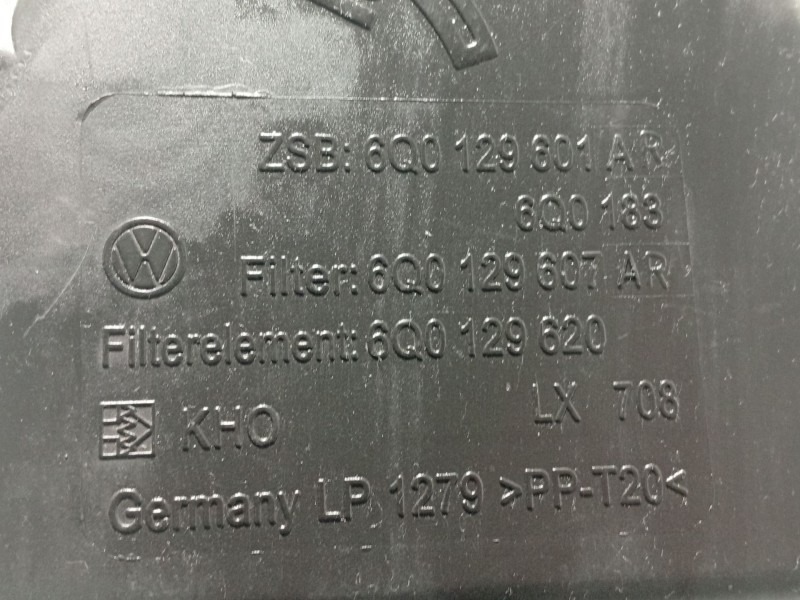 ZSB: 6Q0 129 601 AR
6Q0 183
Filter: 6Q0 129 607 AR
Filterelement: 6Q0 129 620
KHO LX 708
Germany LP 1279 >PP-T20<